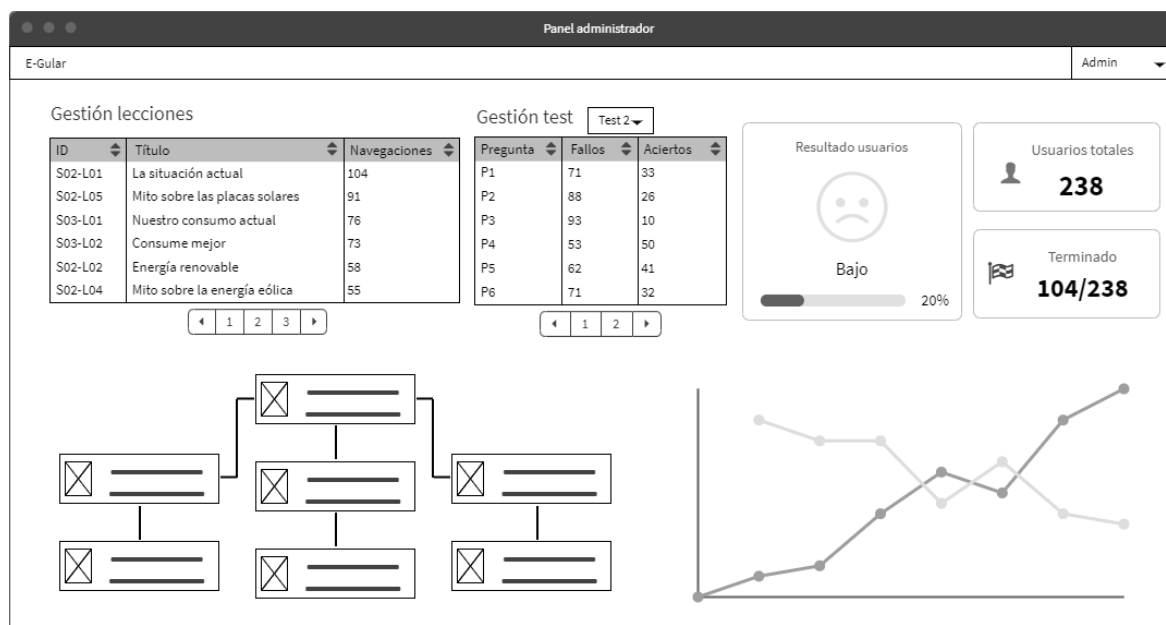 Panel administrador
E-Gular
Admin
Gestión lecciones
ID Título Navegaciones
S02-L01 La situación actual 104
S02-L05 Mito sobre las placas solares 91
S03-L01 Nuestro consumo actual 76
S03-L02 Consume mejor 73
S02-L02 Energía renovable 58
S02-L04 Mito sobre la energía eólica 55
1 2 3
Gestión test Test 2
Pregunta Fallos Aciertos
P1 71 33
P2 88 26
P3 93 10
P4 53 50
P5 62 41
P6 71 32
1 2
Resultado usuarios
Bajo
20%
Usuarios totales
238
Terminado
104/238